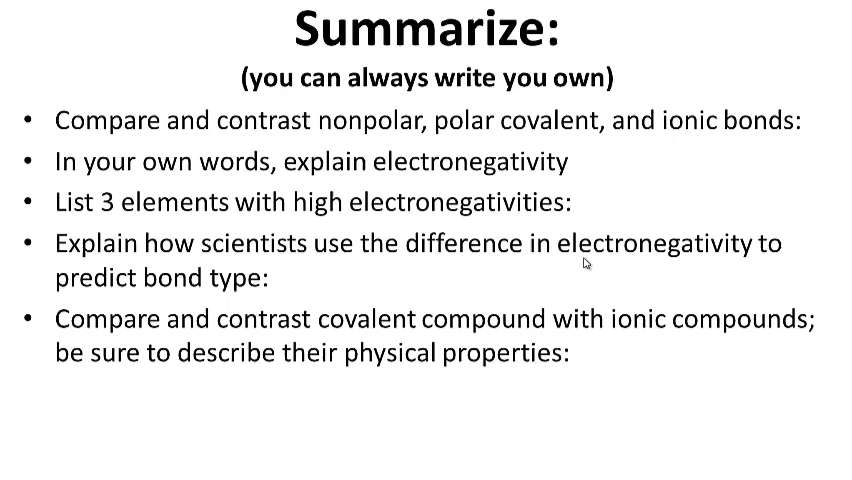 Summarize:
(you can always write you own)
• Compare and contrast nonpolar, polar covalent, and ionic bonds:
• In your own words, explain electronegativity
• List 3 elements with high electronegativities:
• Explain how scientists use the difference in electronegativity to
predict bond type:
• Compare and contrast covalent compound with ionic compounds;
be sure to describe their physical properties: